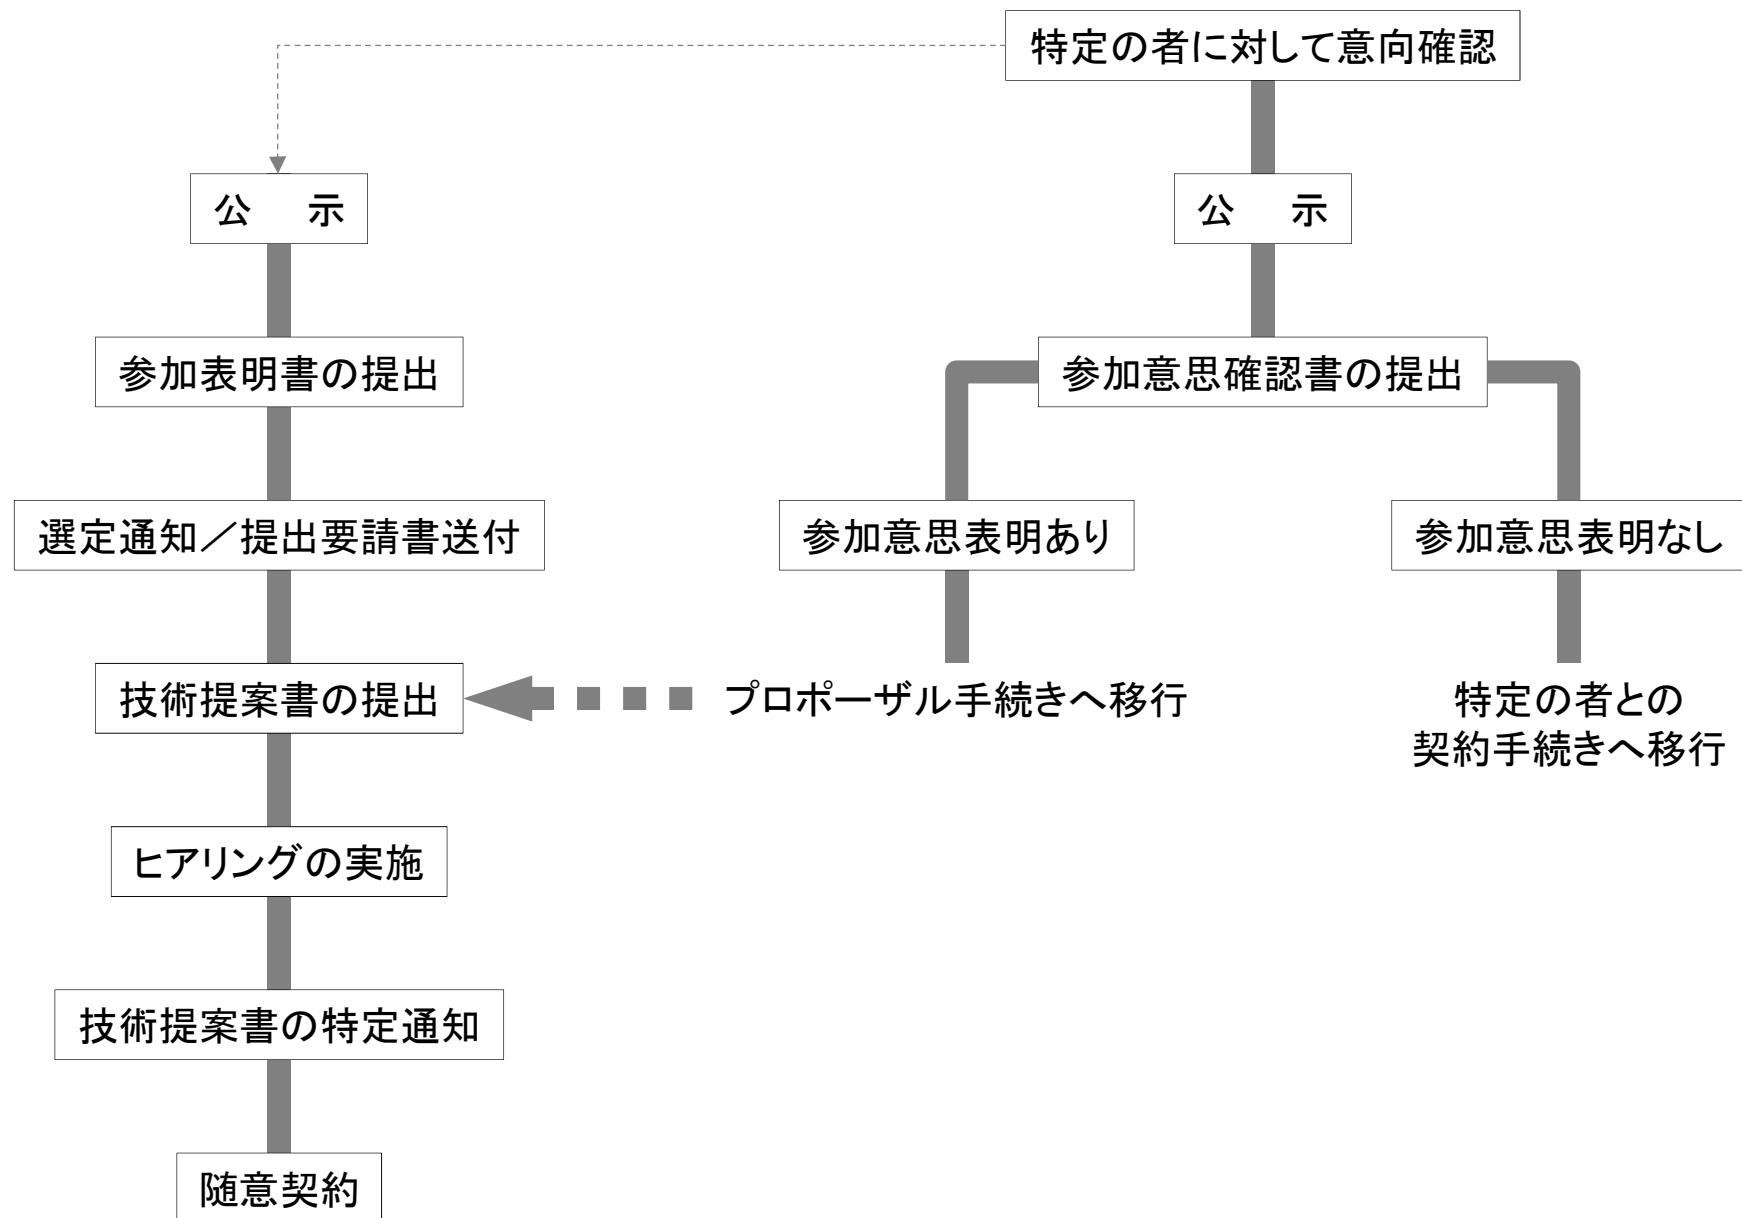 特定の者に対して意向確認
公　示
公　示
参加表明書の提出
参加意思確認書の提出
選定通知／提出要請書送付
参加意思表明あり
参加意思表明なし
技術提案書の提出
プロポーザル手続きへ移行
特定の者との
契約手続きへ移行
ヒアリングの実施
技術提案書の特定通知
随意契約